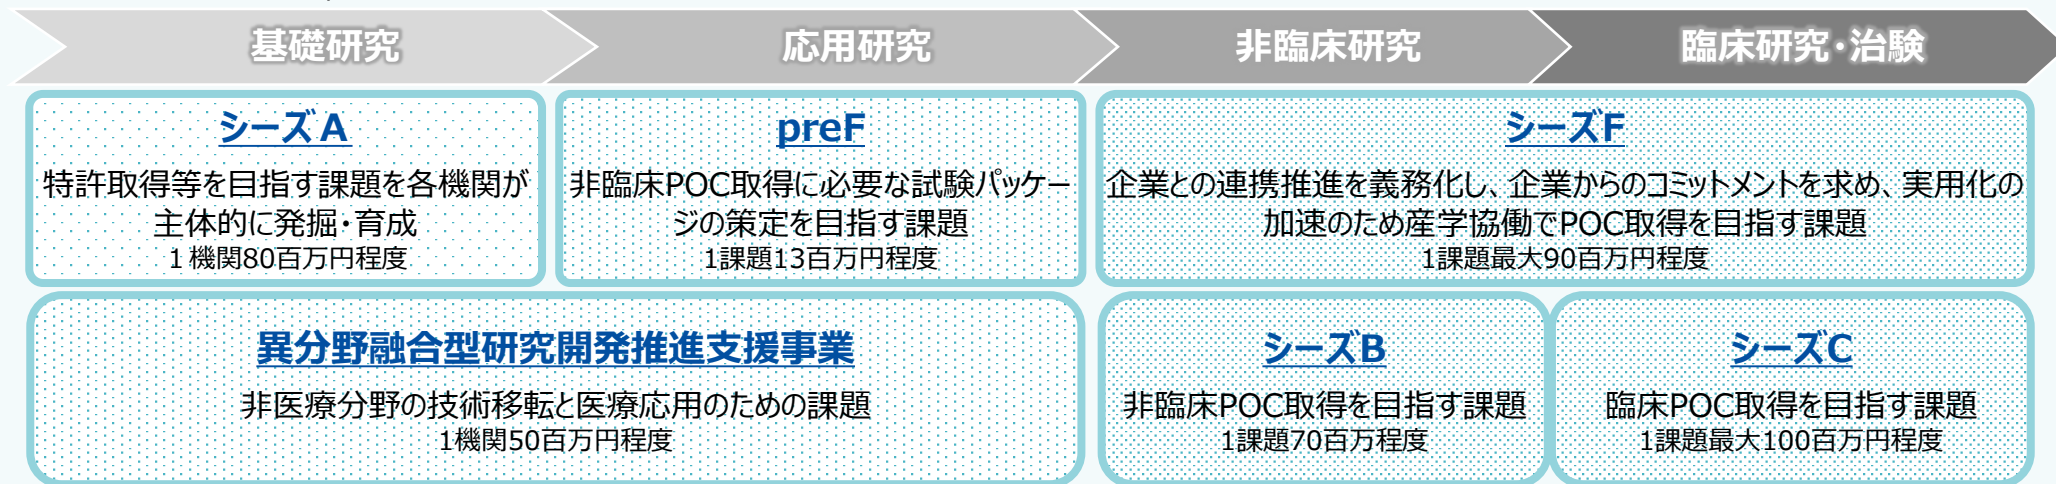 基礎研究
応用研究
非臨床研究
臨床研究・治験
シーズA
特許取得等を目指す課題を各機関が
主体的に発掘・育成
1機関80百万円程度
preF
非臨床POC取得に必要な試験パッケー
ジの策定を目指す課題
1課題13百万円程度
シーズF
企業との連携推進を義務化し、企業からのコミットメントを求め、実用化の
加速のため産学協働でPOC取得を目指す課題
1課題最大90百万円程度
異分野融合型研究開発推進支援事業
非医療分野の技術移転と医療応用のための課題
1機関50百万円程度
シーズB
非臨床POC取得を目指す課題
1課題70百万程度
シーズC
臨床POC取得を目指す課題
1課題最大100百万円程度